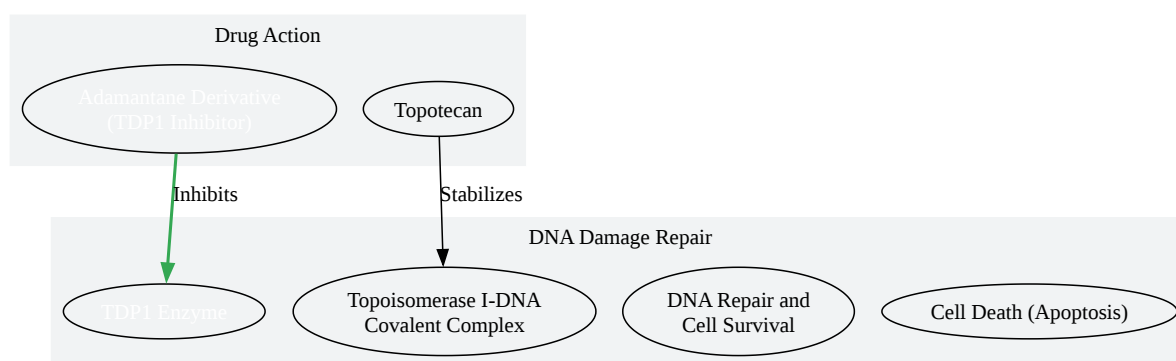 Drug Action
Adamantane Derivative
(TDP1 Inhibitor)
Topotecan
Inhibits
Stabilizes
DNA Damage Repair
TDP1 Enzyme
Topoisomerase I-DNA
Covalent Complex
DNA Repair and
Cell Survival
Cell Death (Apoptosis)